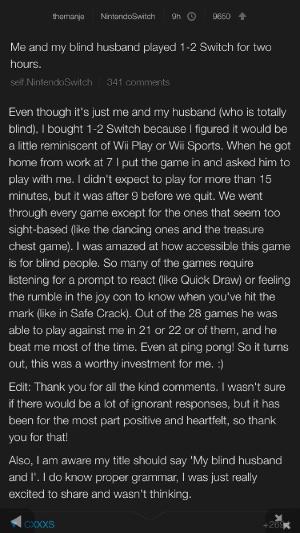 themanje NintendoSwitch 9h 9650
Me and my blind husband played 1-2 Switch for two
hours.
self.NintendoSwitch 341 comments
Even though it's just me and my husband (who is totally
blind), I bought 1-2 Switch because I figured it would be
a little reminiscent of Wii Play or Wii Sports. When he got
home from work at 7 I put the game in and asked him to
play with me. I didn't expect to play for more than 15
minutes, but it was after 9 before we quit. We went
through every game except for the ones that seem too
sight-based (like the dancing ones and the treasure
chest game). I was amazed at how accessible this game
is for blind people. So many of the games require
listening for a prompt to react (like Quick Draw) or feeling
the rumble in the joy con to know when you've hit the
mark (like in Safe Crack). Out of the 28 games he was
able to play against me in 21 or 22 or of them, and he
beat me most of the time. Even at ping pong! So it turns
out, this was a worthy investment for me. :)
Edit: Thank you for all the kind comments. I wasn't sure
if there would be a lot of ignorant responses, but it has
been for the most part positive and heartfelt, so thank
you for that!
Also, I am aware my title should say 'My blind husband
and I'. I do know proper grammar, I was just really
excited to share and wasn't thinking.
CXXXS